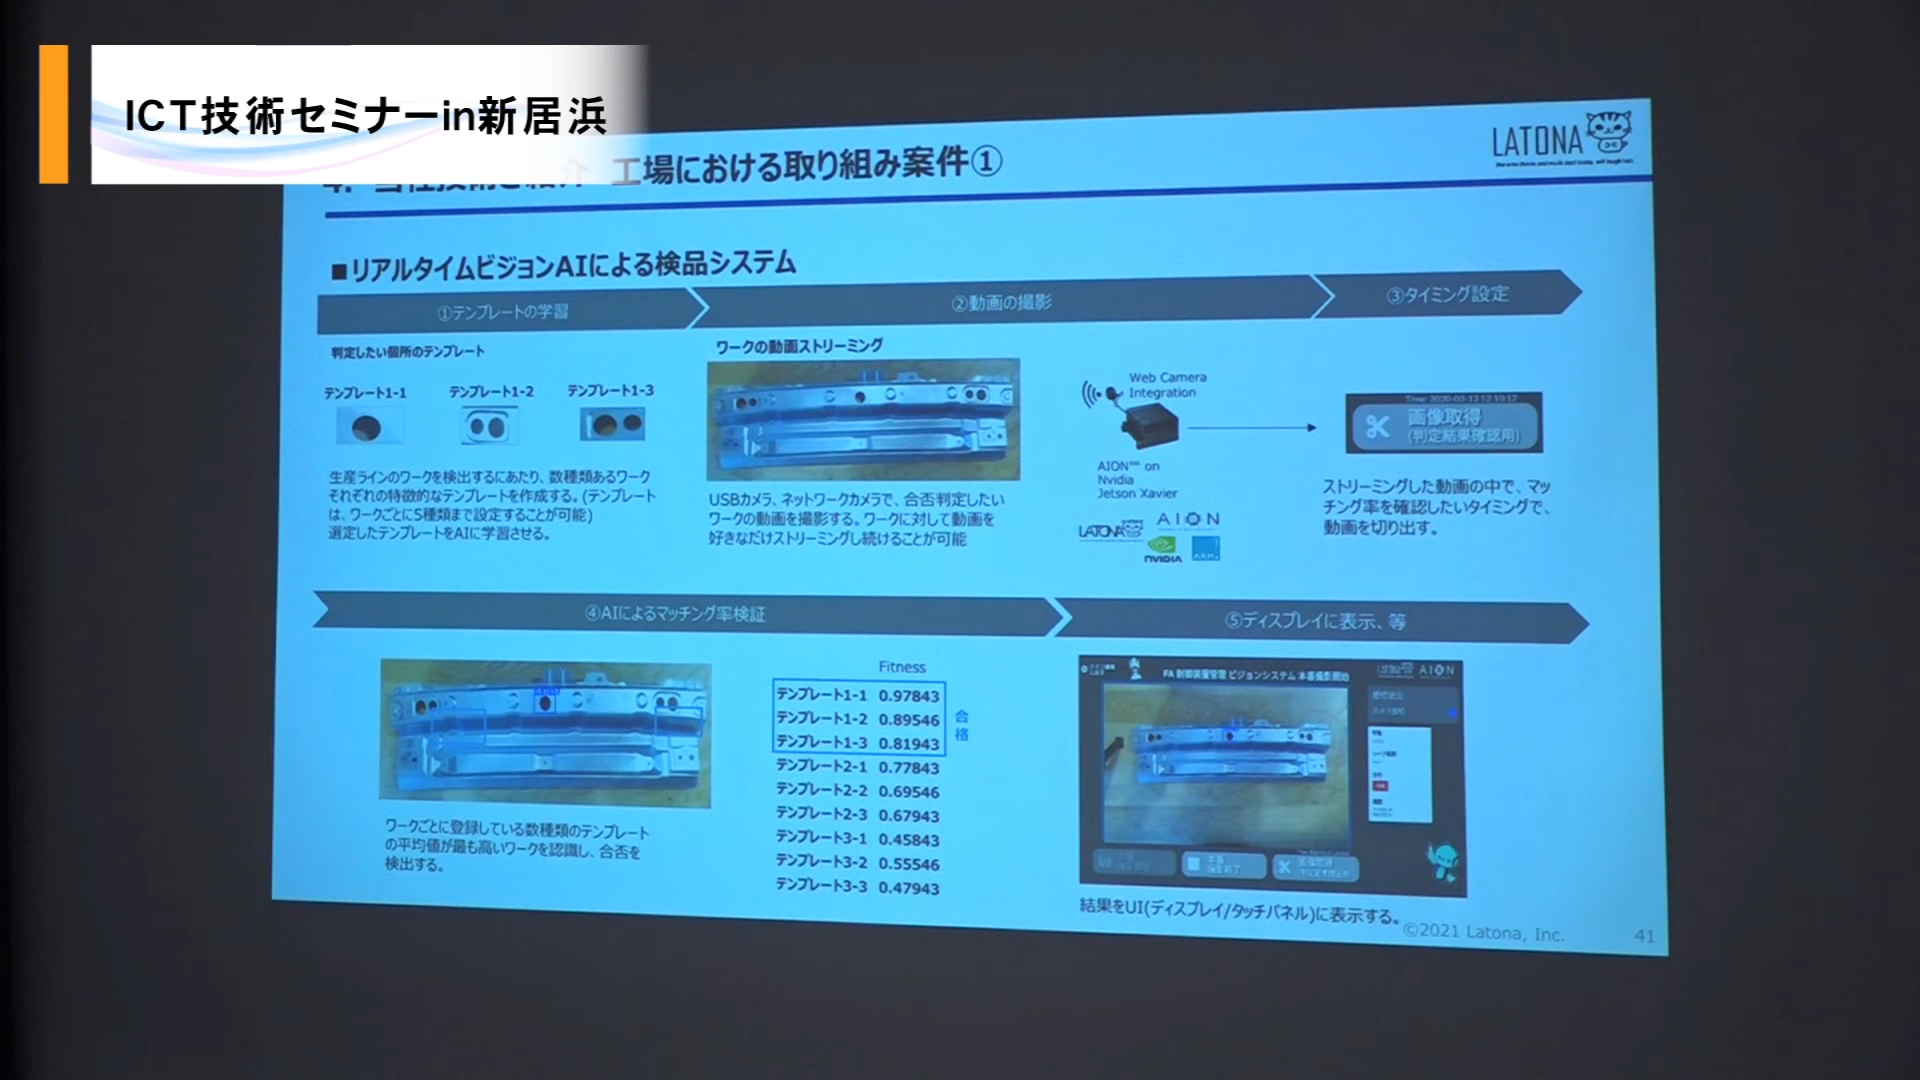 ICT技術セミナーin新居浜
工場における取り組み案件①
LATONA
■リアルタイムビジョンAIによる検品システム
①テンプレートの学習
②動画の撮影
③タイミング設定
判定したい個所のテンプレート
テンプレート1-1
テンプレート1-2
テンプレート1-3
生産ラインのワークを検出するにあたり、数種類あるワーク
それぞれの特徴的なテンプレートを作成する。(テンプレート
は、ワークごとに5種類まで設定することが可能)
選定したテンプレートをAIに学習させる。
ワークの動画ストリーミング
USBカメラ、ネットワークカメラで、合否判定したい
ワークの動画を撮影する。ワークに対して動画を
好きなだけストリーミングし続けることが可能
Web Camera
Integration
AION™ on
Nvidia
Jetson Xavier
LATONA
AION
NVIDIA
ARM
Time: 2020-03-13 12:10:12
画像取得
(判定結果確認用)
ストリーミングした動画の中で、マッ
チング率を確認したいタイミングで、
動画を切り出す。
④AIによるマッチング率検証
⑤ディスプレイに表示、等
ワークごとに登録している数種類のテンプレート
の平均値が最も高いワークを認識し、合否を
検出する。
Fitness
テンプレート1-1 0.97843
テンプレート1-2 0.89546
テンプレート1-3 0.81943
テンプレート2-1 0.77843
テンプレート2-2 0.69546
テンプレート2-3 0.67943
テンプレート3-1 0.45843
テンプレート3-2 0.55546
テンプレート3-3 0.47943
合
格
FA 制御装置管理 ビジョンシステム 本番撮影開始
AION
結果をUI(ディスプレイ/タッチパネル)に表示する。
©2021 Latona, Inc.
41